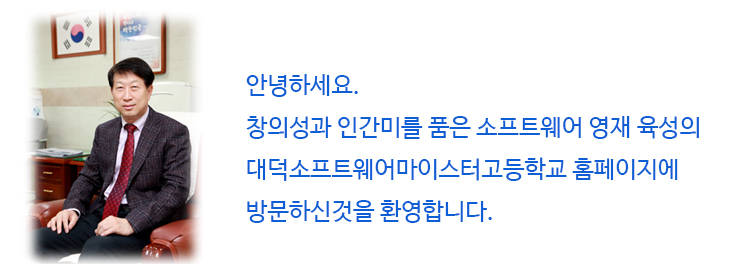 안녕하세요.
창의성과 인간미를 품은 소프트웨어 영재 육성의
대덕소프트웨어마이스터고등학교 홈페이지에
방문하신것을 환영합니다.